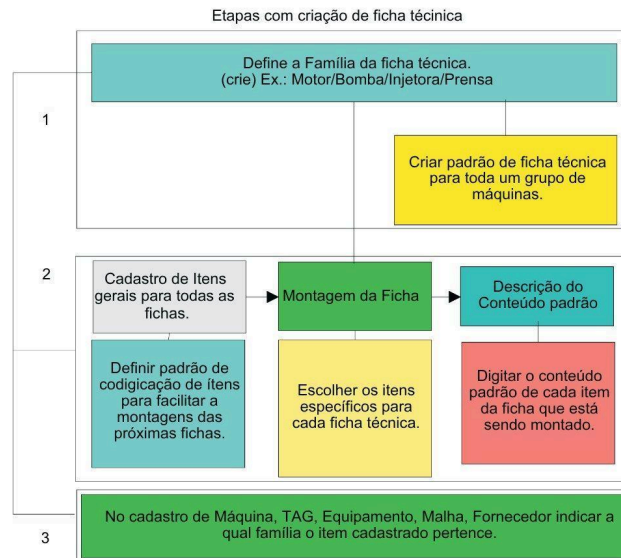 Etapas com criação de ficha técinica
Define a Família da ficha técnica.
(crie) Ex.: Motor/Bomba/Injetora/Prensa
1
Criar padrão de ficha técnica
para toda um grupo de
máquinas.
2
Cadastro de Itens
gerais para todas as
fichas.
Montagem da Ficha
Descrição do
Conteúdo padrão
Definir padrão de
codigicação de ítens
para facilitar a
montagens das
próximas fichas.
Escolher os itens
específicos para
cada ficha técnica.
Digitar o conteúdo
padrão de cada item
da ficha que está
sendo montado.
3
No cadastro de Máquina, TAG, Equipamento, Malha, Fornecedor indicar a
qual família o item cadastrado pertence.